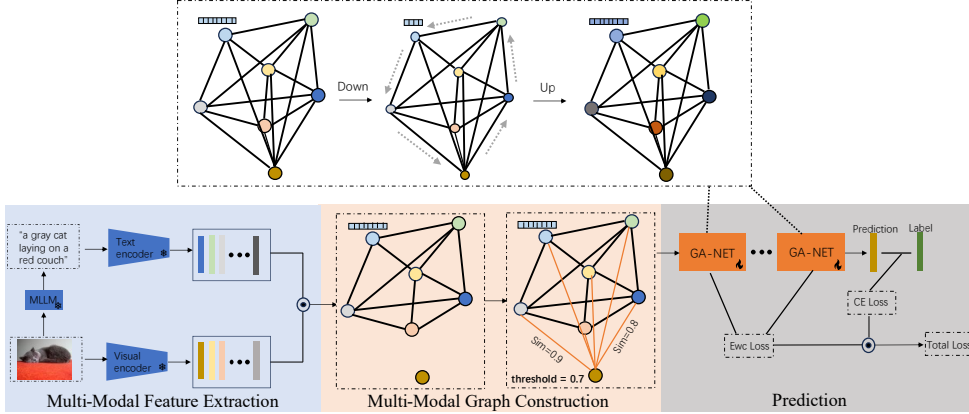 Down
Up
"a gray cat
laying on a
red couch"
Text
encoder
MLLM
Visual
encoder
Multi-Modal Feature Extraction
Sim=0.9
Sim=0.8
threshold = 0.7
Multi-Modal Graph Construction
GA-NET
GA-NET
Prediction
Label
CE Loss
Ewc Loss
Total Loss
Prediction